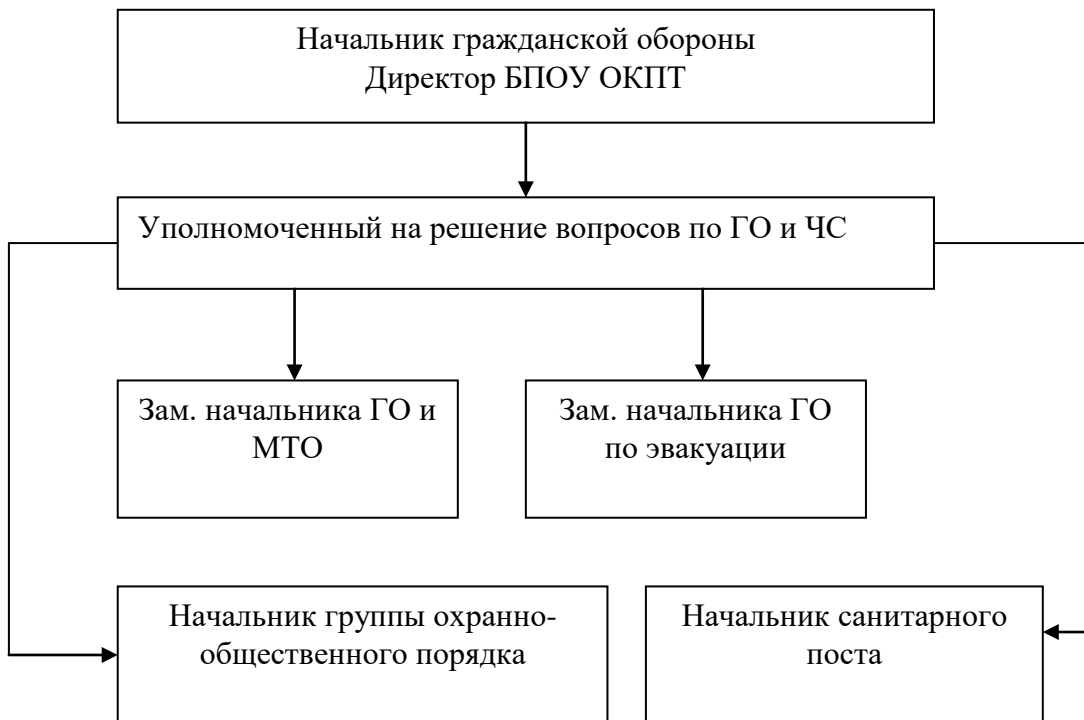 Начальник гражданской обороны
Директор БПОУ ОКПТ
Уполномоченный на решение вопросов по ГО и ЧС
Зам. начальника ГО и
МТО
Зам. начальника ГО
по эвакуации
Начальник группы охранно-
общественного порядка
Начальник санитарного
поста